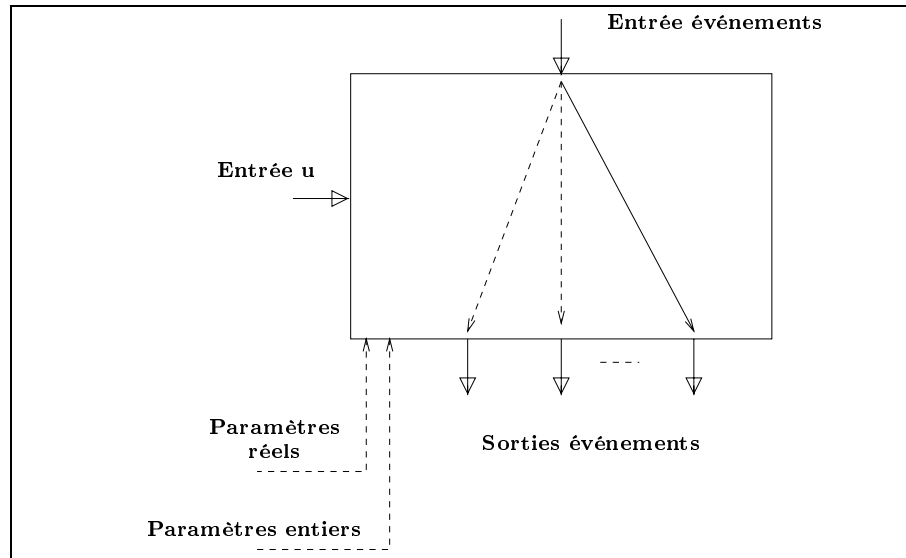 Entrée événements
Entrée u
Paramètres
réels
Sorties événements
Paramètres entiers